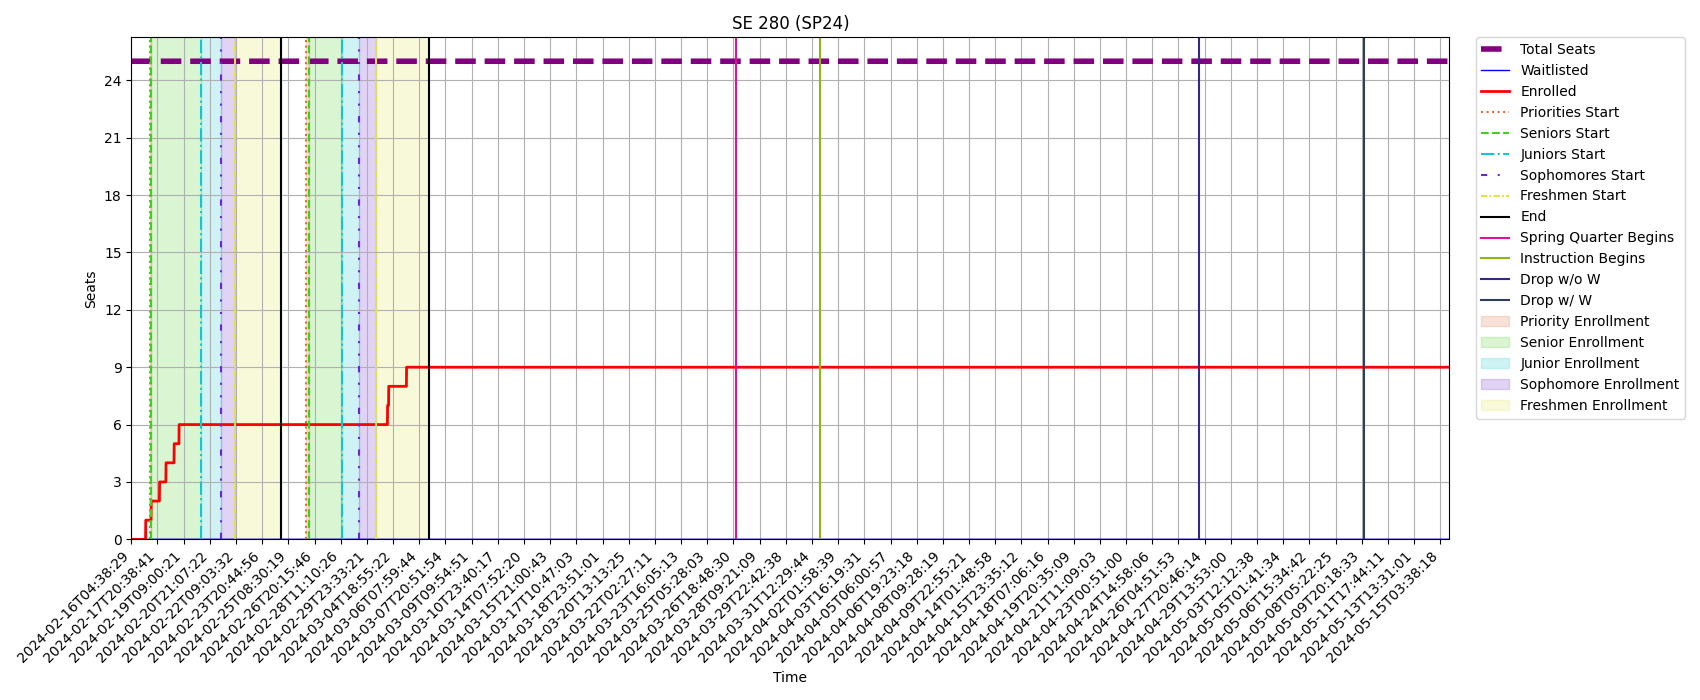 SE 280 (SP24)
Seats
24
21
18
15
12
9
6
3
0
2024-02-16T04:38:29
2024-02-17T20:38:41
2024-02-19T09:00:21
2024-02-20T21:07:22
2024-02-22T09:03:32
2024-02-23T20:44:56
2024-02-25T08:30:19
2024-02-26T20:15:46
2024-02-28T11:10:26
2024-02-29T23:33:21
2024-03-04T18:55:22
2024-03-06T07:59:44
2024-03-07T20:51:54
2024-03-09T09:54:51
2024-03-10T23:40:17
2024-03-14T07:52:20
2024-03-15T21:00:43
2024-03-17T10:47:03
2024-03-18T23:51:01
2024-03-20T13:13:25
2024-03-22T02:27:11
2024-03-23T16:05:13
2024-03-25T05:28:03
2024-03-26T18:48:30
2024-03-28T09:21:09
2024-03-29T22:42:38
2024-03-31T12:29:44
2024-04-02T01:58:39
2024-04-03T16:19:31
2024-04-05T06:00:57
2024-04-06T19:23:18
2024-04-08T09:28:19
2024-04-09T22:55:21
2024-04-14T01:48:58
2024-04-15T23:35:12
2024-04-18T07:06:16
2024-04-19T20:35:09
2024-04-21T11:09:03
2024-04-23T00:51:00
2024-04-24T14:58:06
2024-04-26T04:51:53
2024-04-27T20:46:14
2024-04-29T13:53:00
2024-05-03T12:12:38
2024-05-05T01:41:34
2024-05-06T15:34:42
2024-05-08T05:22:25
2024-05-09T20:18:33
2024-05-11T17:44:11
2024-05-13T13:31:01
2024-05-15T03:38:18
Time
Total Seats
Waitlisted
Enrolled
Priorities Start
Seniors Start
Juniors Start
Sophomores Start
Freshmen Start
End
Spring Quarter Begins
Instruction Begins
Drop w/o W
Drop w/ W
Priority Enrollment
Senior Enrollment
Junior Enrollment
Sophomore Enrollment
Freshmen Enrollment